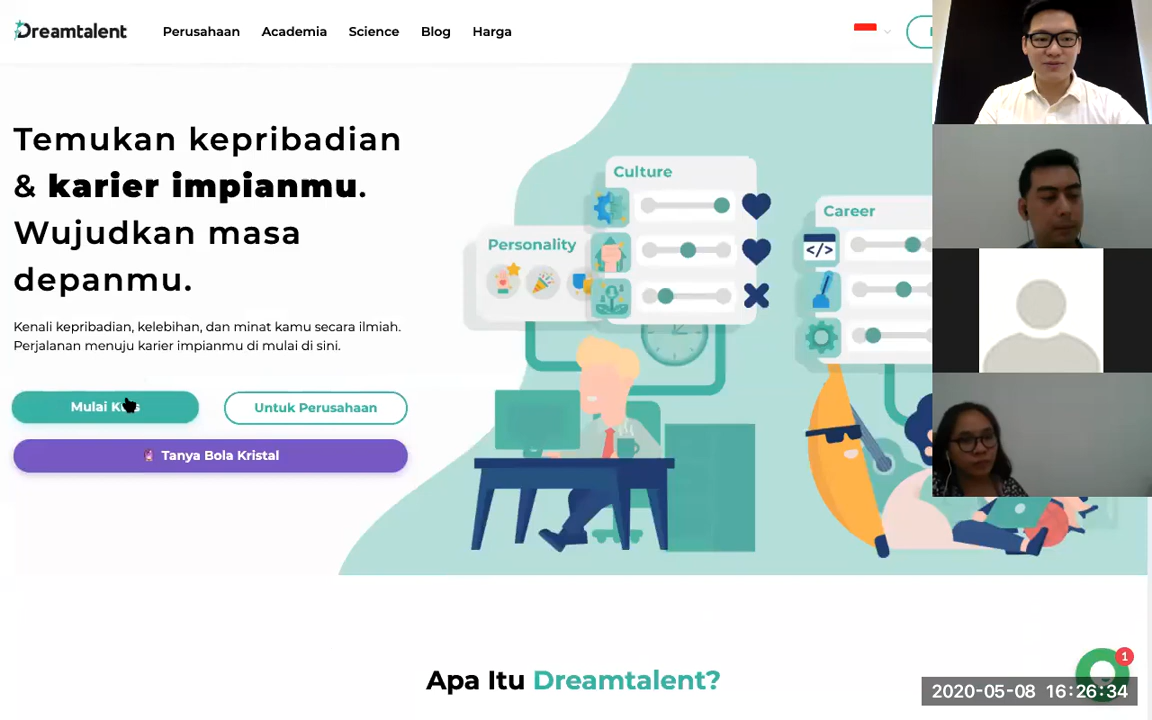 Dreamtalent
Perusahaan
Academia
Science
Blog
Harga
Temukan kepribadian
& karier impianmu.
Wujudkan masa
depanmu.
Kenali kepribadian, kelebihan, dan minat kamu secara ilmiah.
Perjalanan menuju karier impianmu di mulai di sini.
Mulai
Untuk Perusahaan
Tanya Bola Kristal
Personality
Culture
Career
</>
Apa Itu Dreamtalent?
1
2020-05-08 16:26:34